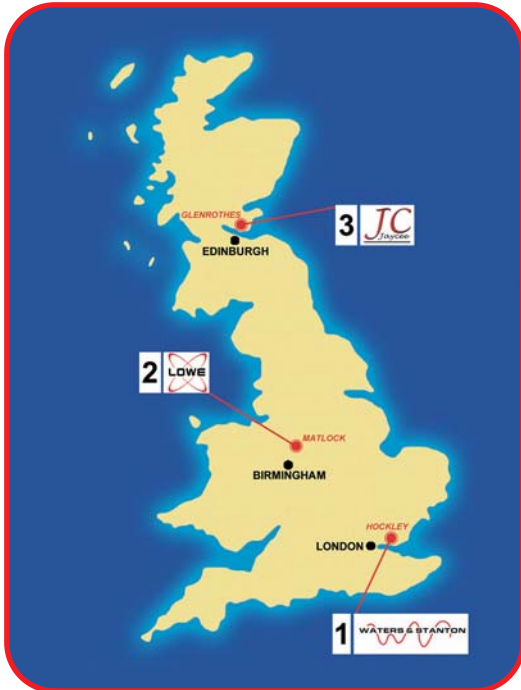 GLENROTHES
3 JC
Jaycee
EDINBURGH
2 LOWE
MATLOCK
BIRMINGHAM
HOCKLEY
LONDON
1 WATERS & STANTON